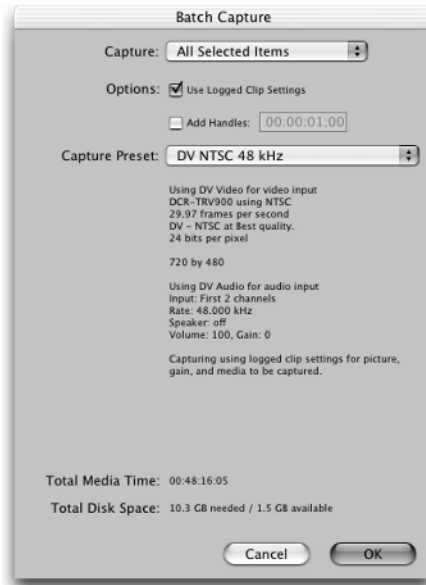 Batch Capture
Capture: All Selected Items
Options: Use Logged Clip Settings
Add Handles: 00:00:01;00
Capture Preset: DV NTSC 48 kHz
Using DV Video for video input
DCR-TRV900 using NTSC
29.97 frames per second
DV - NTSC at Best quality.
24 bits per pixel
720 by 480
Using DV Audio for audio input
Input: First 2 channels
Rate: 48.000 kHz
Speaker: off
Volume: 100, Gain: 0
Capturing using logged clip settings for picture,
gain, and media to be captured.
Total Media Time: 00:48:16:05
Total Disk Space: 10.3 GB needed / 1.5 GB available
Cancel OK